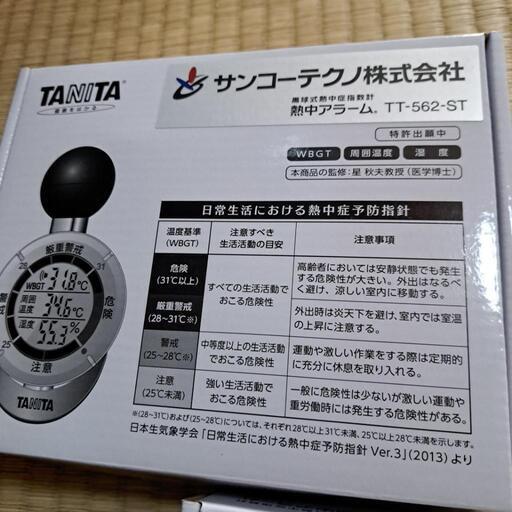 TANITA
健康をはかる
サンコーテクノ株式会社
黒球式熱中症指数計
熱中アラーム® TT-562-ST
特許出願中
WBGT 周囲温度 湿度
本商品の監修：星 秋夫教授（医学博士）
日常生活における熱中症予防指針
温度基準
(WBGT)
注意すべき
生活活動の目安
注意事項
危険
(31℃以上)
すべての生活活動で
おこる危険性
高齢者においては安静状態でも発生
する危険性が大きい。外出はなるべ
く避け、涼しい室内に移動する。
厳重警戒
(28~31℃※)
外出時は炎天下を避け、室内では室温
の上昇に注意する。
警戒
(25~28℃※)
中等度以上の生活活動
でおこる危険性
運動や激しい作業をする際は定期的
に充分に休息を取り入れる。
注意
(25℃未満)
強い生活活動で
おこる危険性
一般に危険性は少ないが激しい運動や
重労働時には発生する危険性がある。
※(28~31℃)および(25~28℃)については、それぞれ28℃以上31℃未満、25℃以上28℃未満を示します。
日本生気象学会「日常生活における熱中症予防指針 Ver.3」(2013)より
厳重警戒
28
31
警戒
危険
25
注意
WBGT 31.8℃
周囲温度 34.6℃
湿度 55.3%
TANITA